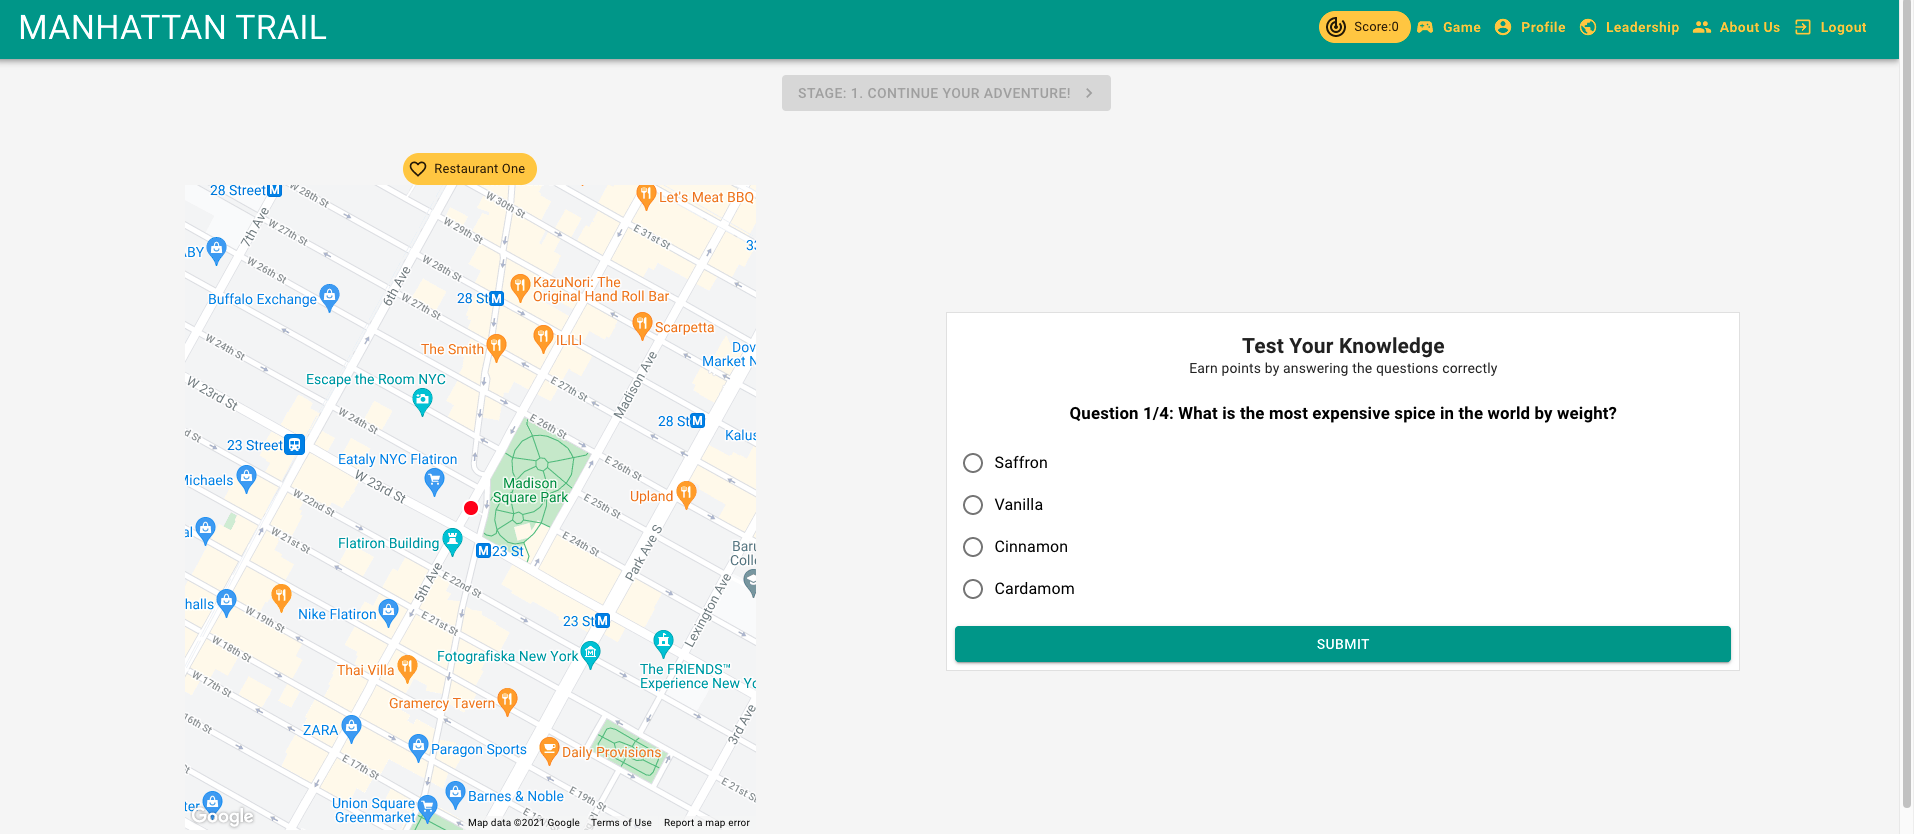 MANHATTAN TRAIL
Score:0
Game
Profile
Leadership
About Us
Logout
STAGE: 1. CONTINUE YOUR ADVENTURE!
Restaurant One
28 Street
M
W 30th St
Let's Meat BBQ
7th Ave
W 27th St
W 29th St
E 31st St
ABY
W 26th St
W 28th St
6th Ave
KazuNori: The
Original Hand Roll Bar
Buffalo Exchange
28 St
M
W 27th St
Scarpetta
W 24th St
The Smith
ILILI
Dov
Market N
Escape the Room NYC
W 23rd St
E 27th St
Madison Ave
W 24th St
E 26th St
28 St
M
Kalus
23 Street
Eataly NYC Flatiron
E 26th St
Michaels
W 23rd St
Madison
Square Park
Upland
W 22nd St
E 25th St
W 21st St
Flatiron Building
M
23 St
E 24th St
Park Ave S
Baru
Coll
5th Ave
E 22nd St
Lexington Ave
W 19th St
Nike Flatiron
E 21st St
23 St
M
W 18th St
E 20th St
Fotografiska New York
The FRIENDS™
Experience New Yo
Thai Villa
W 17th St
Gramercy Tavern
3rd Ave
16th St
ZARA
Paragon Sports
Daily Provisions
E 17th St
E 21st St
Barnes & Noble
E 19th St
Union Square
Greenmarket
Google
Map data ©2021 Google
Terms of Use
Report a map error
Test Your Knowledge
Earn points by answering the questions correctly
Question 1/4: What is the most expensive spice in the world by weight?
Saffron
Vanilla
Cinnamon
Cardamom
SUBMIT